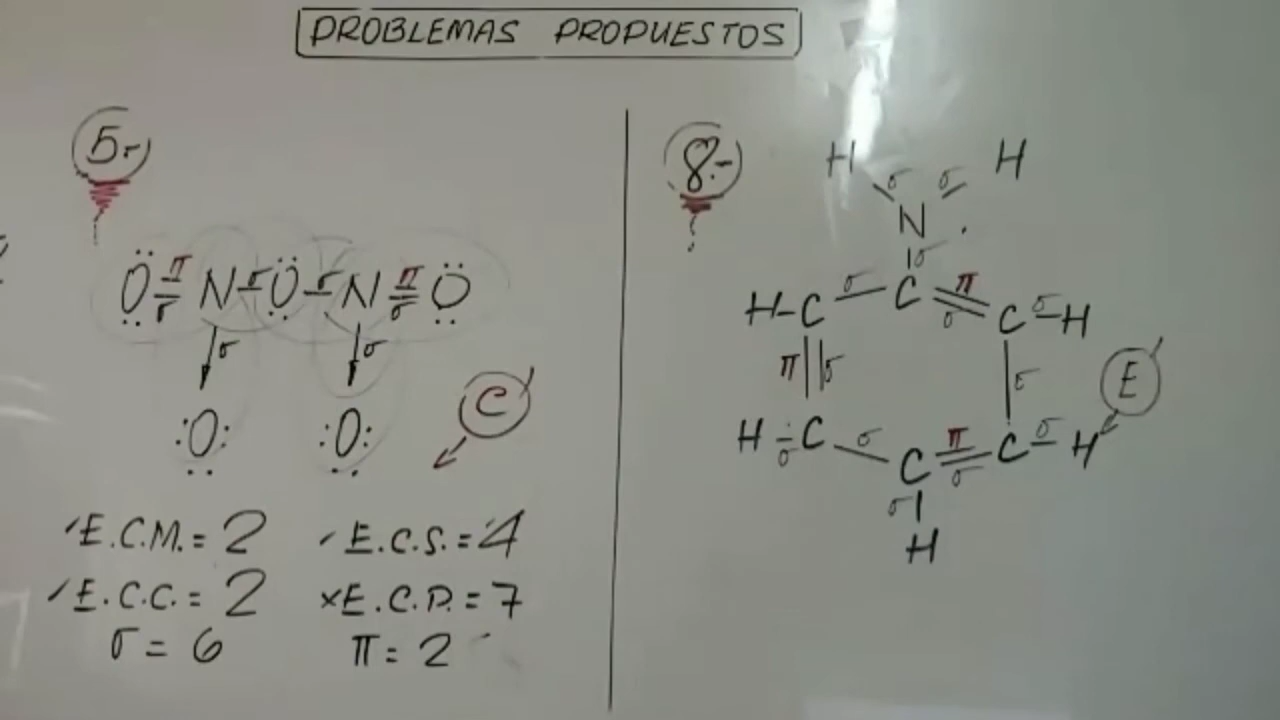 PROBLEMAS PROPUESTOS
5.-
π π
Ö = N - Ö - N = Ö
σ σ σ σ
σ σ
:O: :O:
C
✓E.C.M. = 2 ✓E.C.S. = 4
✓E.C.C. = 2 ×E.C.D. = 7
σ = 6 π = 2
8.-
H σ σ H
N
σ
H-C σ C π C σ H
σ
π σ σ E
H σ C σ C π C σ H
σ
σ
H